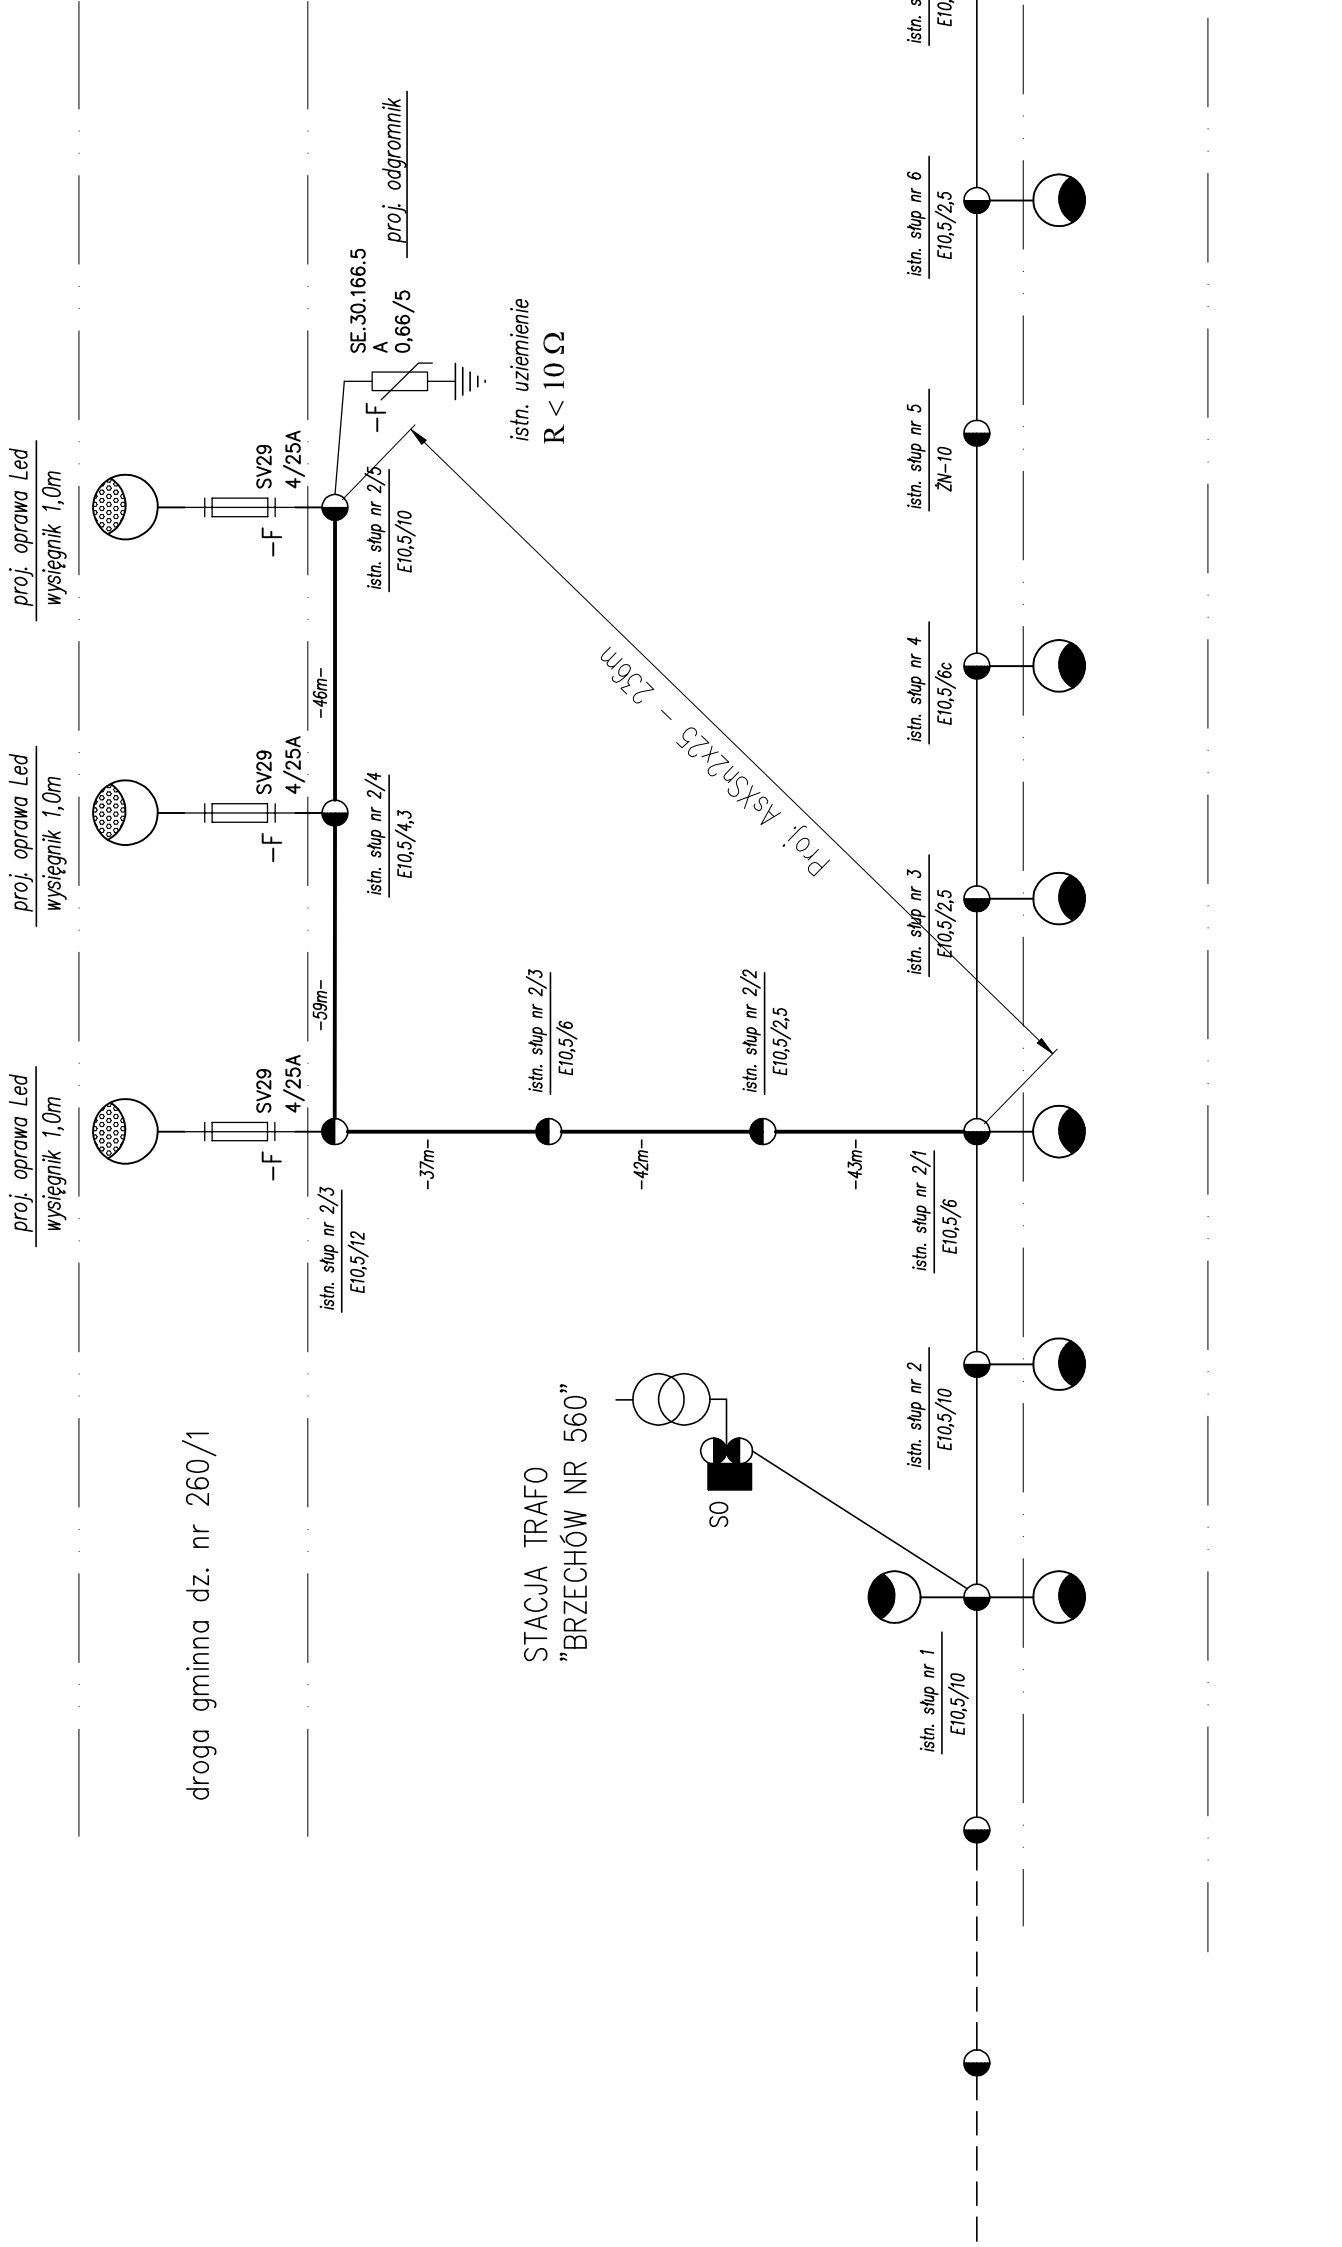 proj. oprawa Led
wysięgnik 1,0m
-F
SV29
4/25A
proj. oprawa Led
wysięgnik 1,0m
-F
SV29
4/25A
proj. oprawa Led
wysięgnik 1,0m
-F
SV29
4/25A
droga gminna dz. nr 260/1
istn. słup nr 2/3
E10,5/12
-59m-
istn. słup nr 2/4
E10,5/4,3
-46m-
istn. słup nr 2/5
E10,5/10
-F
SE.30.166.5
A
0,66/5
proj. odgromnik
istn. uziemienie
R < 10 Ω
-37m-
istn. słup nr 2/3
E10,5/6
-42m-
istn. słup nr 2/2
E10,5/2,5
-43m-
Proj. AsXSn2x25 – 236m
STACJA TRAFO
"BRZECHÓW NR 560"
SO
istn. słup nr 1
E10,5/10
istn. słup nr 2
E10,5/10
istn. słup nr 2/1
E10,5/6
istn. słup nr 3
E10,5/2,5
istn. słup nr 4
E10,5/6c
istn. słup nr 5
ŻN-10
istn. słup nr 6
E10,5/2,5
istn.
E10,